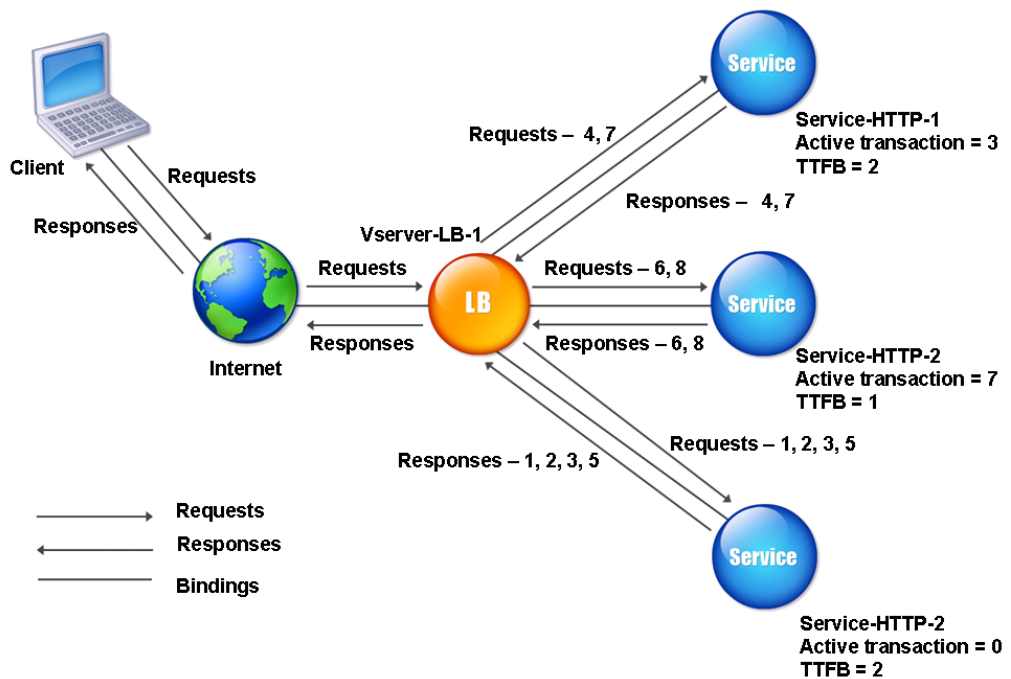 Client
Requests
Responses
Internet
Vserver-LB-1
Requests
LB
Responses
Requests – 4, 7
Responses – 4, 7
Service
Service-HTTP-1
Active transaction = 3
TTFB = 2
Requests – 6, 8
Responses – 6, 8
Service
Service-HTTP-2
Active transaction = 7
TTFB = 1
Requests – 1, 2, 3, 5
Responses – 1, 2, 3, 5
Service
Service-HTTP-2
Active transaction = 0
TTFB = 2
Requests
Responses
Bindings